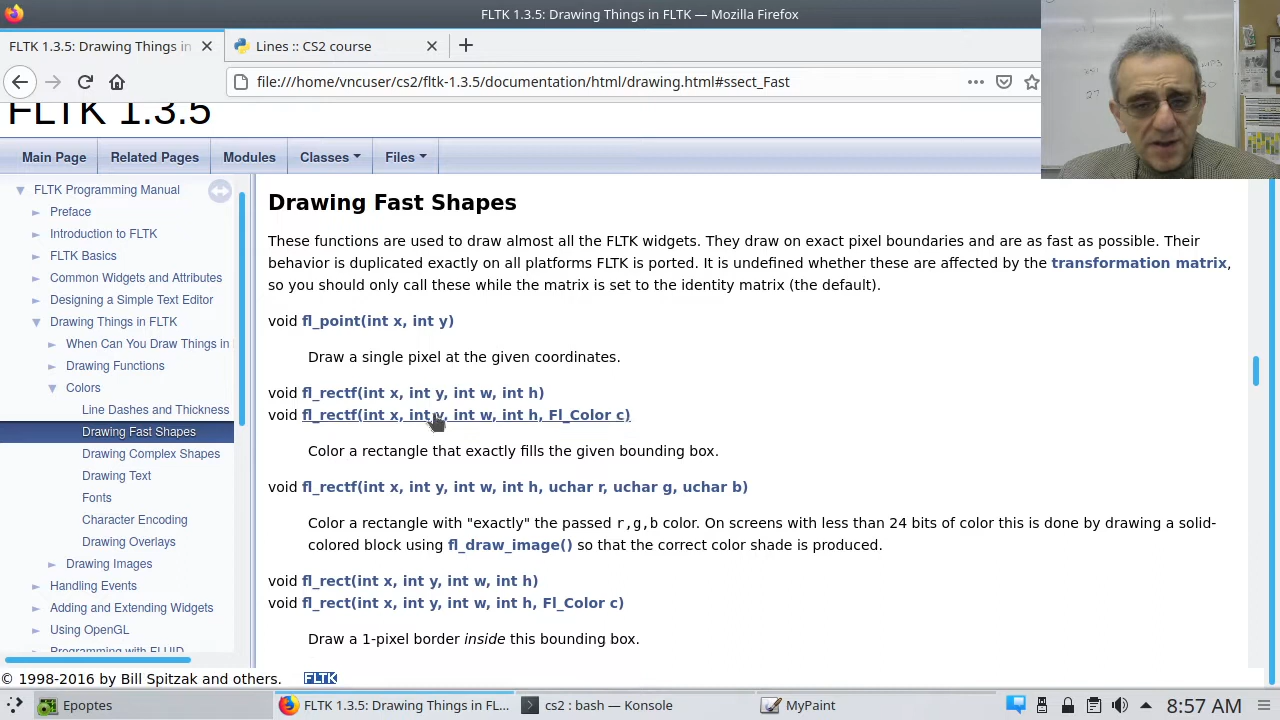 FLTK 1.3.5: Drawing Things in FLTK — Mozilla Firefox
FLTK 1.3.5: Drawing Things in
Lines :: CS2 course
file:///home/vncuser/cs2/fltk-1.3.5/documentation/html/drawing.html#ssect_Fast
FLTK 1.3.5
Main Page Related Pages Modules Classes Files
FLTK Programming Manual
Preface
Introduction to FLTK
FLTK Basics
Common Widgets and Attributes
Designing a Simple Text Editor
Drawing Things in FLTK
When Can You Draw Things in
Drawing Functions
Colors
Line Dashes and Thickness
Drawing Fast Shapes
Drawing Complex Shapes
Drawing Text
Fonts
Character Encoding
Drawing Overlays
Drawing Images
Handling Events
Adding and Extending Widgets
Using OpenGL
Programming with FLUID
Drawing Fast Shapes
These functions are used to draw almost all the FLTK widgets. They draw on exact pixel boundaries and are as fast as possible. Their
behavior is duplicated exactly on all platforms FLTK is ported. It is undefined whether these are affected by the transformation matrix,
so you should only call these while the matrix is set to the identity matrix (the default).
void fl_point(int x, int y)
Draw a single pixel at the given coordinates.
void fl_rectf(int x, int y, int w, int h)
void fl_rectf(int x, int y, int w, int h, Fl_Color c)
Color a rectangle that exactly fills the given bounding box.
void fl_rectf(int x, int y, int w, int h, uchar r, uchar g, uchar b)
Color a rectangle with "exactly" the passed r,g,b color. On screens with less than 24 bits of color this is done by drawing a solid-
colored block using fl_draw_image() so that the correct color shade is produced.
void fl_rect(int x, int y, int w, int h)
void fl_rect(int x, int y, int w, int h, Fl_Color c)
Draw a 1-pixel border inside this bounding box.
© 1998-2016 by Bill Spitzak and others. FLTK
Epoptes
FLTK 1.3.5: Drawing Things in FL...
cs2 : bash — Konsole
MyPaint
8:57 AM